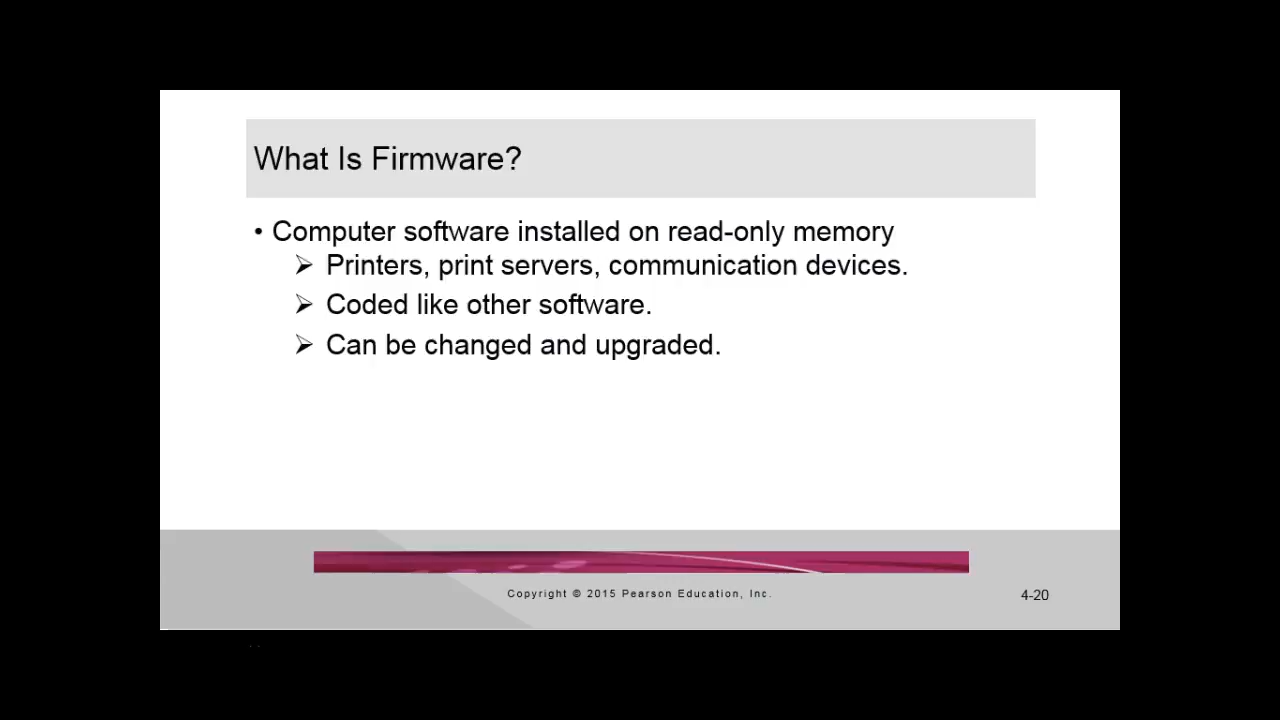 What Is Firmware?
• Computer software installed on read-only memory
➢ Printers, print servers, communication devices.
➢ Coded like other software.
➢ Can be changed and upgraded.
Copyright © 2015 Pearson Education, Inc.
4-20